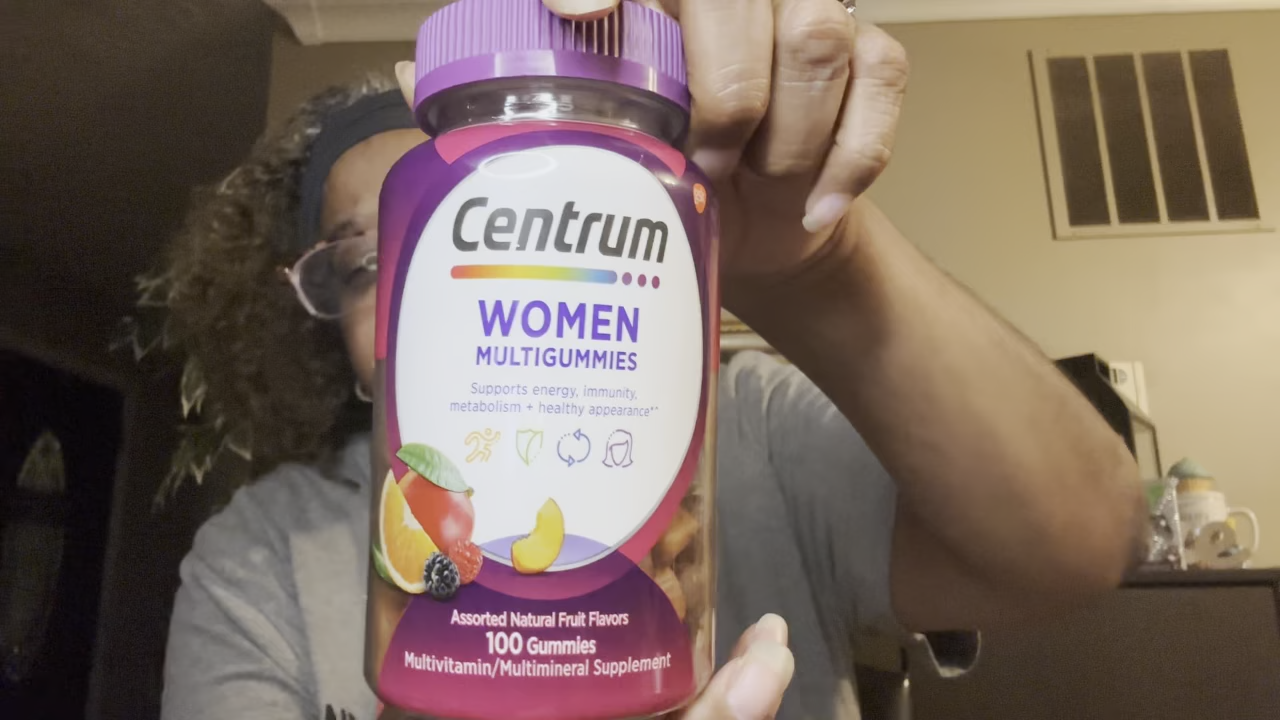 Centrum
WOMEN
MULTIGUMMIES
Supports energy, immunity,
metabolism + healthy appearance**
Assorted Natural Fruit Flavors
100 Gummies
Multivitamin/Multimineral Supplement